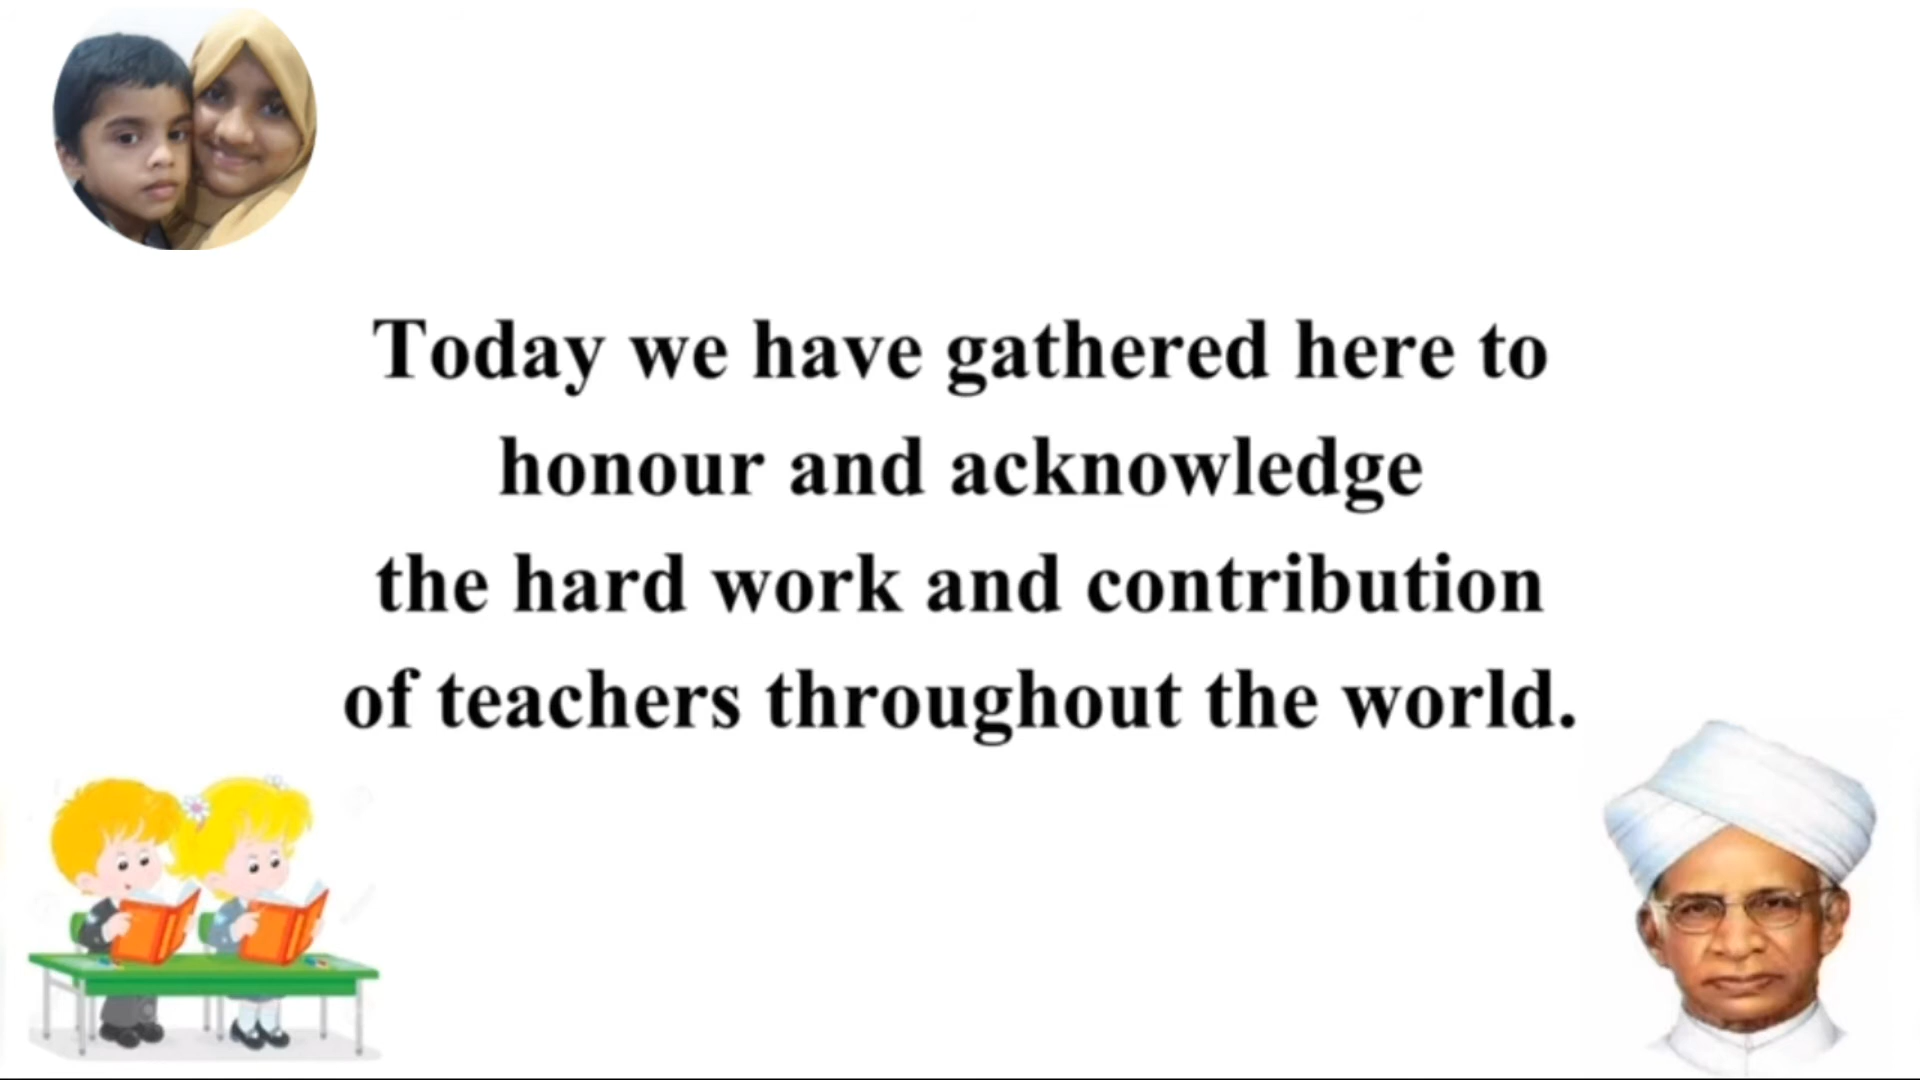 Today we have gathered here to
honour and acknowledge
the hard work and contribution
of teachers throughout the world.